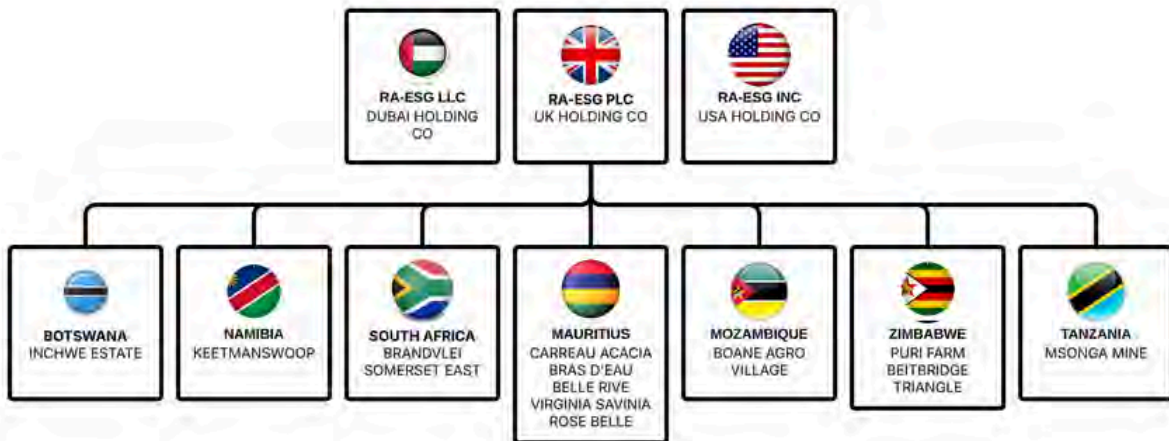 RA-ESG LLC
DUBAI HOLDING
CO
RA-ESG PLC
UK HOLDING CO
RA-ESG INC
USA HOLDING CO
BOTSWANA
INCHWE ESTATE
NAMIBIA
KEETMANSWOOP
SOUTH AFRICA
BRANDVLEI
SOMERSET EAST
MAURITIUS
CARREAU ACACIA
BRAS D'EAU
BELLE RIVE
VIRGINIA SAVINIA
ROSE BELLE
MOZAMBIQUE
BOANE AGRO
VILLAGE
ZIMBABWE
PURI FARM
BEITBRIDGE
TRIANGLE
TANZANIA
MSONGA MINE